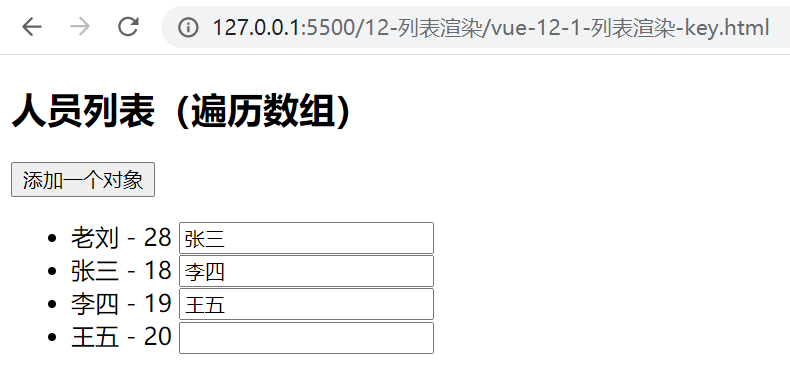 127.0.0.1:5500/12-列表渲染/vue-12-1-列表渲染-key.html
人员列表（遍历数组）
添加一个对象
老刘 - 28 张三
张三 - 18 李四
李四 - 19 王五
王五 - 20